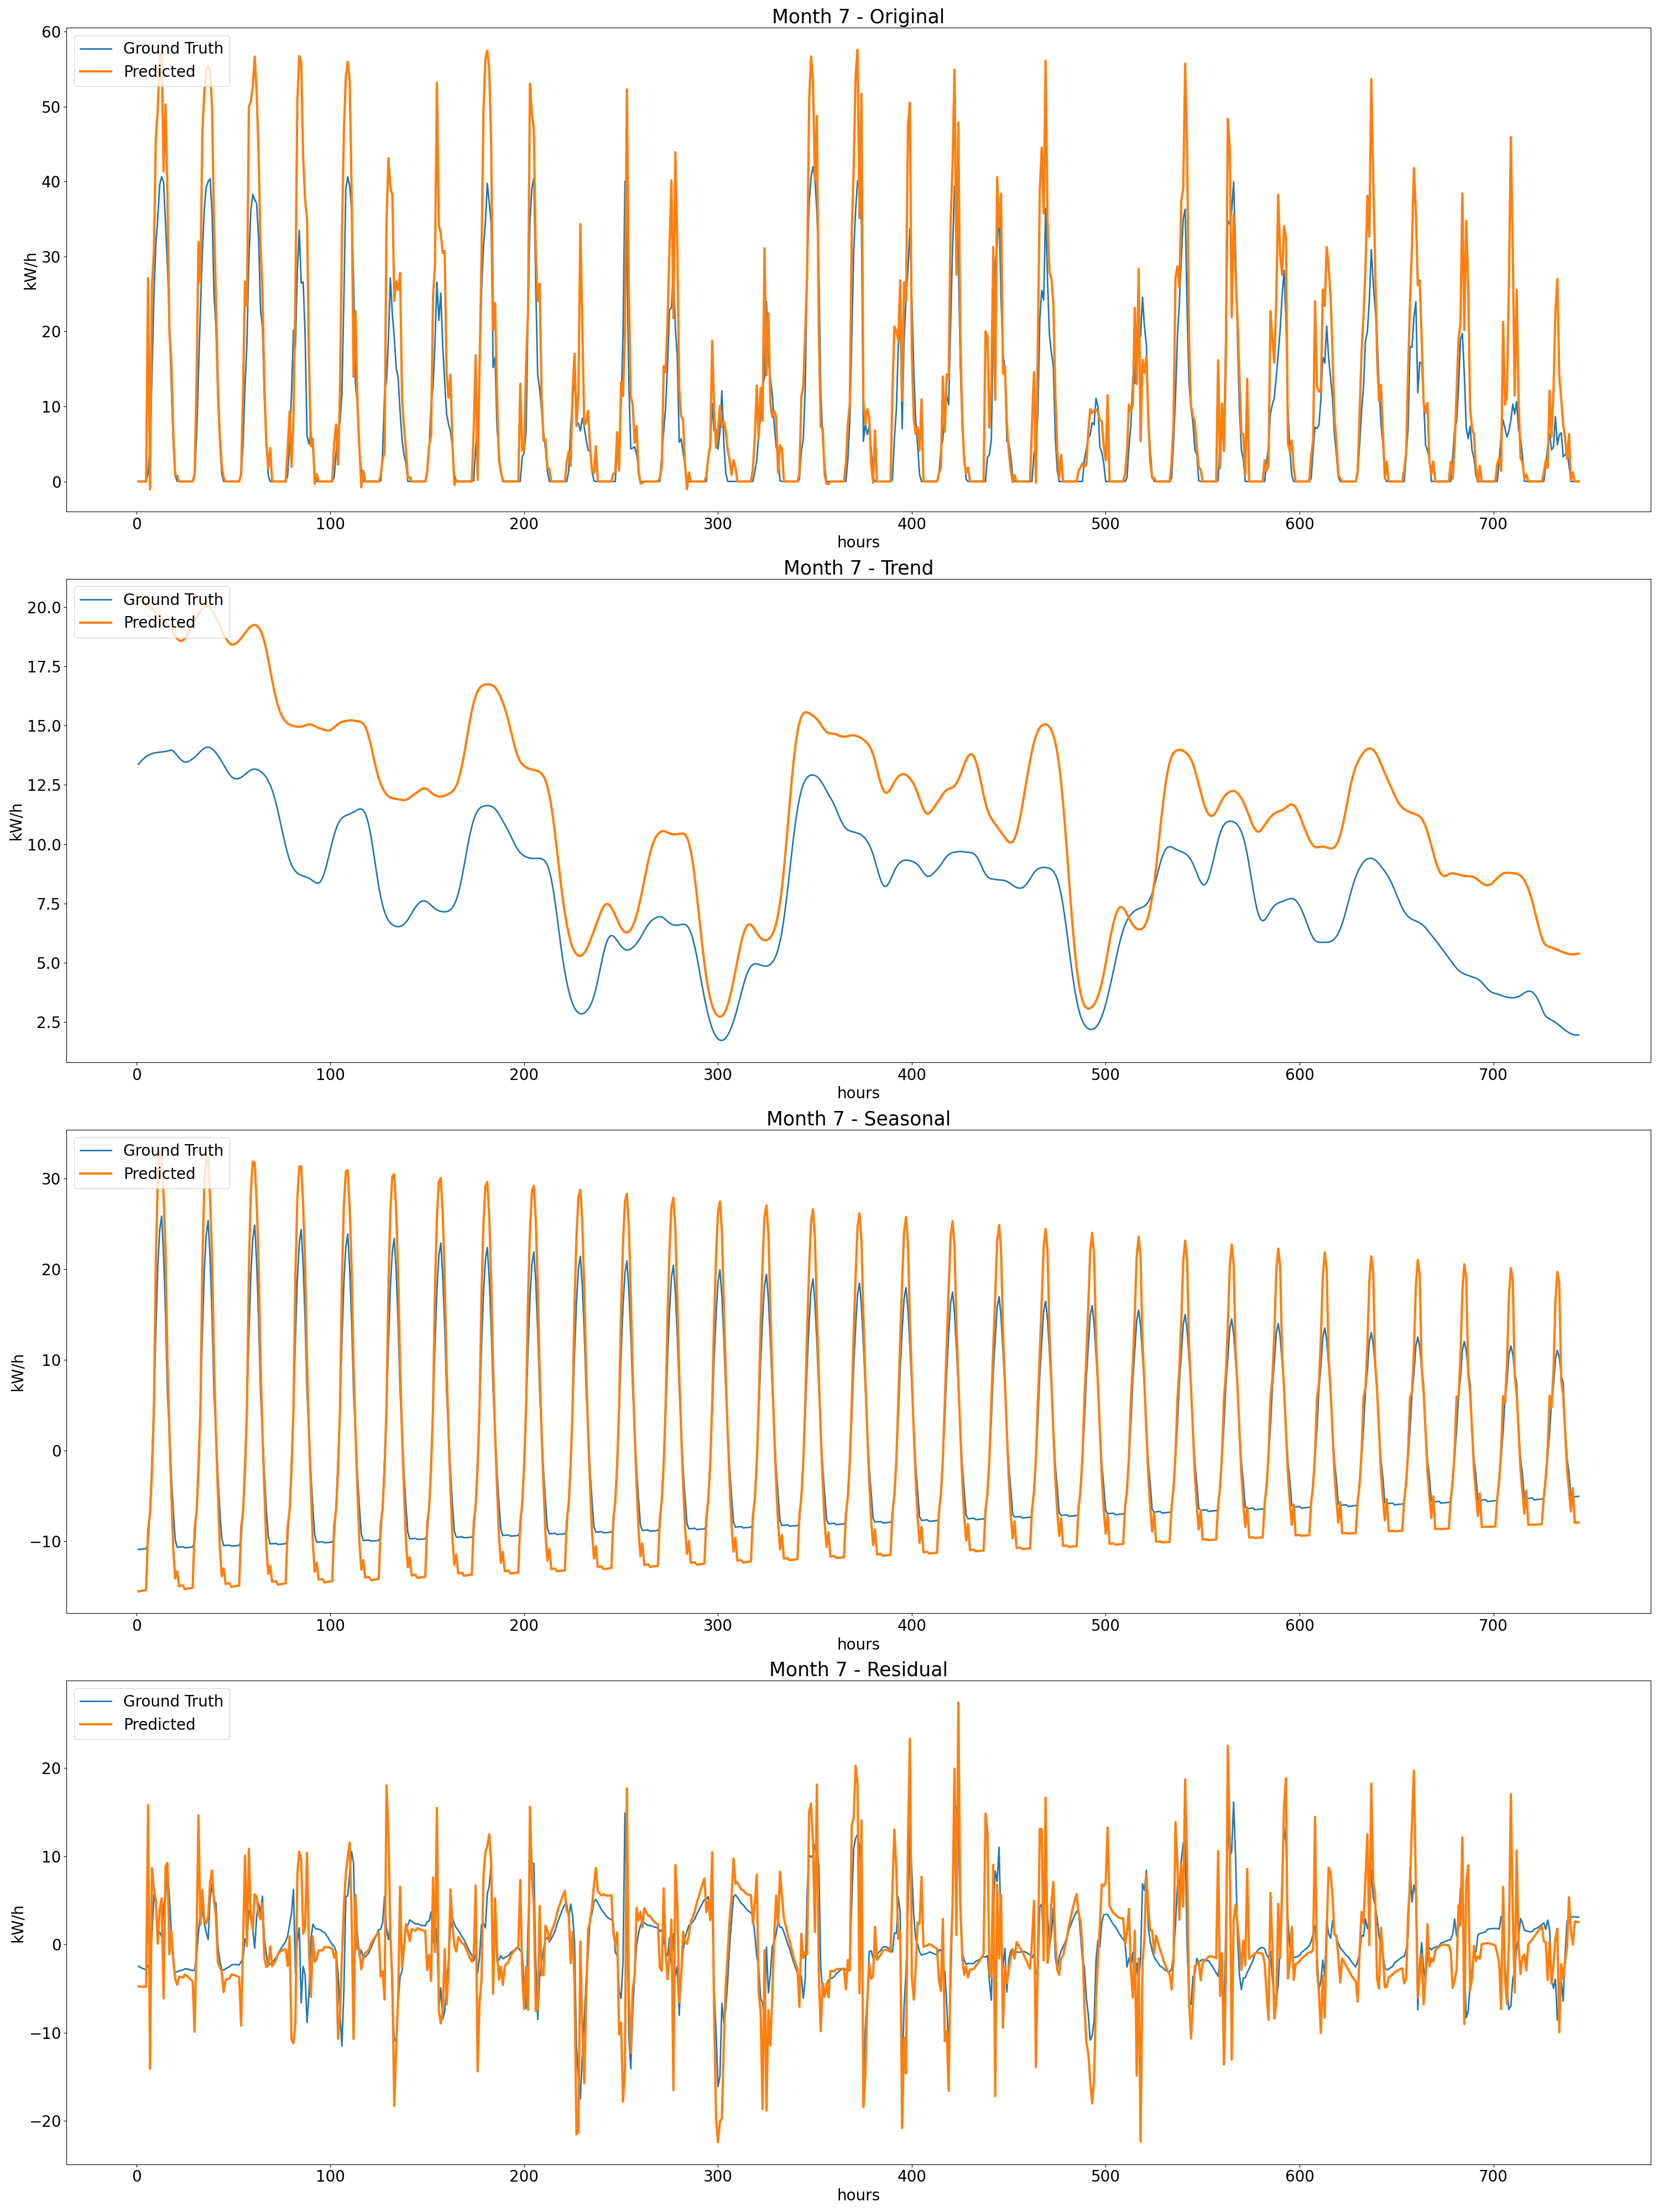 Month 7 - Original
Ground Truth
Predicted
60
50
40
30
20
10
0
kW/h
0 100 200 300 400 500 600 700
hours
Month 7 - Trend
Ground Truth
Predicted
20.0
17.5
15.0
12.5
10.0
7.5
5.0
2.5
kW/h
0 100 200 300 400 500 600 700
hours
Month 7 - Seasonal
Ground Truth
Predicted
30
20
10
0
−10
kW/h
0 100 200 300 400 500 600 700
hours
Month 7 - Residual
Ground Truth
Predicted
20
10
0
−10
−20
kW/h
0 100 200 300 400 500 600 700
hours